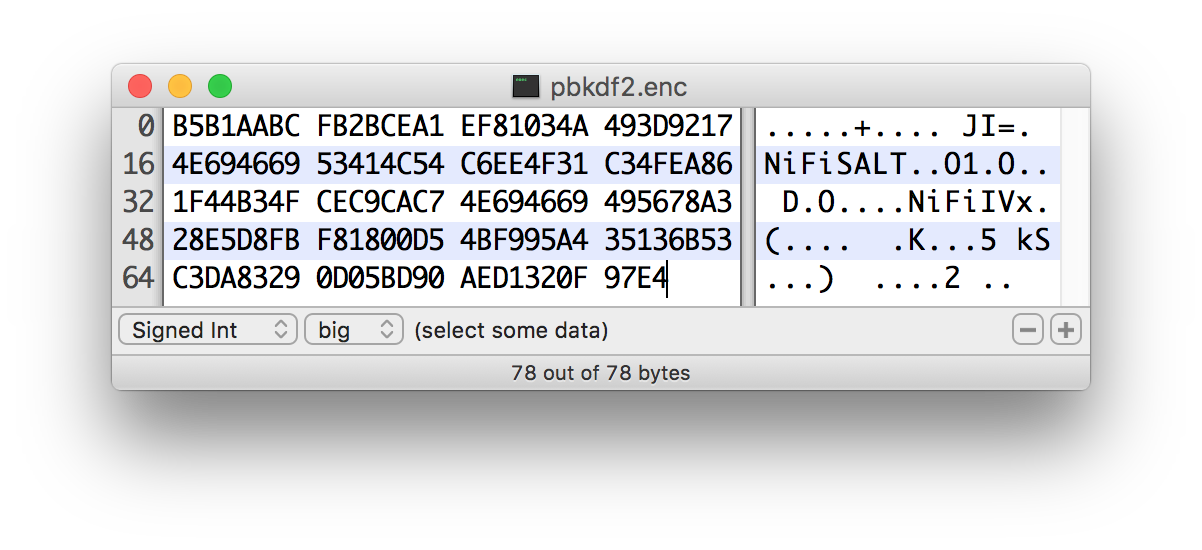 pbkdf2.enc
0 B5B1AABC FB2BCEA1 EF81034A 493D9217 .....+.... JI=.
16 4E694669 53414C54 C6EE4F31 C34FEA86 NiFiSALT..O1.O..
32 1F44B34F CEC9CAC7 4E694669 495678A3 D.O....NiFiIVx.
48 28E5D8FB F81800D5 4BF995A4 35136B53 (.... .K...5 kS
64 C3DA8329 0D05BD90 AED1320F 97E4 ...) ....2 ..
Signed Int big (select some data)
78 out of 78 bytes